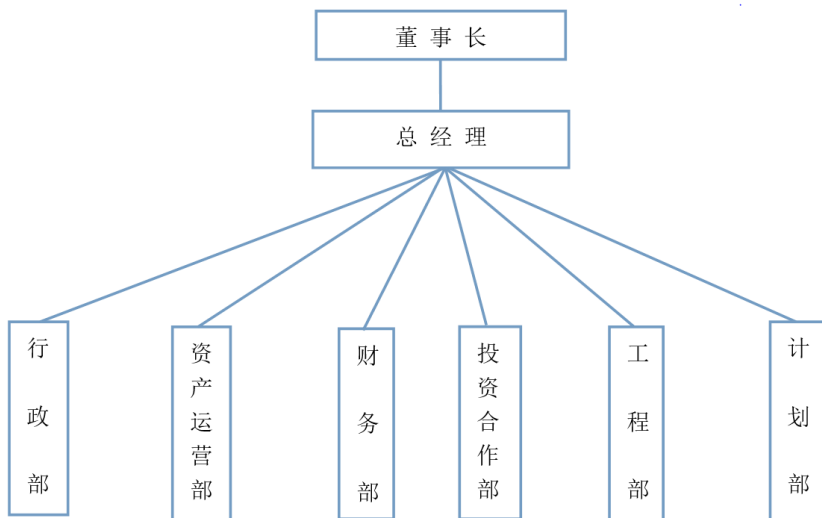 董事长
总经理
行政部
资产运营部
财务部
投资合作部
工程部
计划部